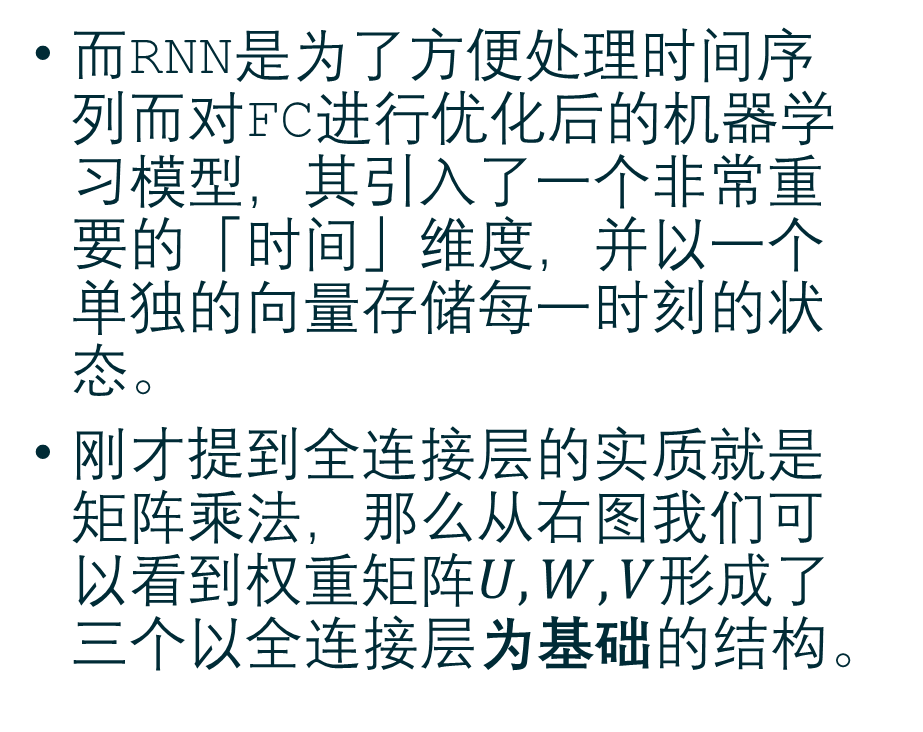 • 而RNN是为了方便处理时间序
列而对FC进行优化后的机器学
习模型，其引入了一个非常重
要的「时间」维度，并以一个
单独的向量存储每一时刻的状
态。
• 刚才提到全连接层的实质就是
矩阵乘法，那么从右图我们可
以看到权重矩阵U,W,V形成了
三个以全连接层为基础的结构。